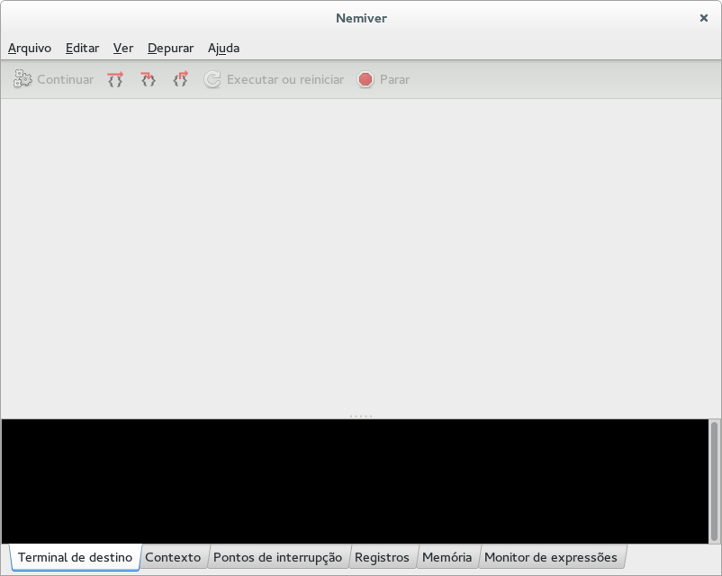 Nemiver
Arquivo Editar Ver Depurar Ajuda
Continuar Executar ou reiniciar Parar
Terminal de destino Contexto Pontos de interrupção Registros Memória Monitor de expressões